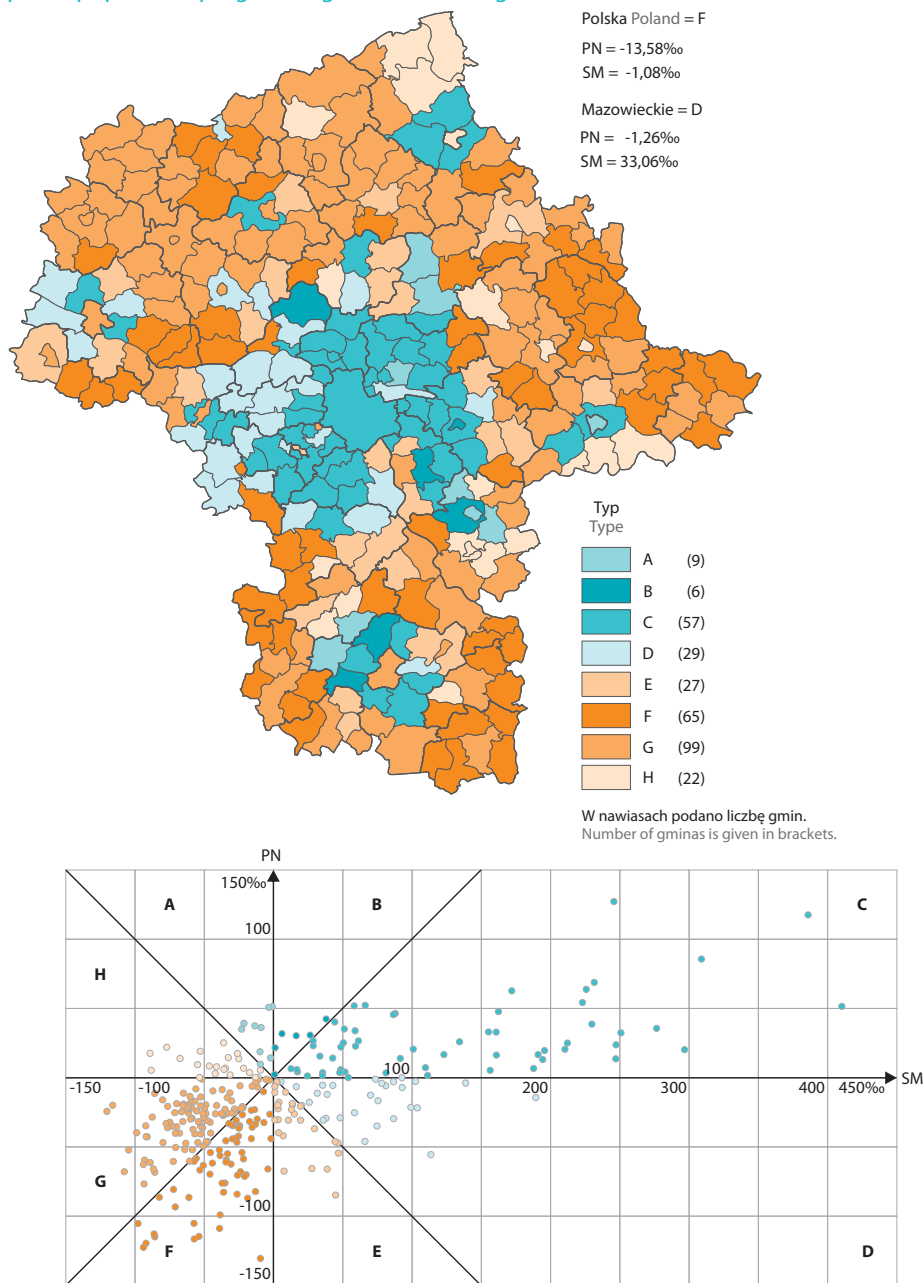 Polska Poland = F
PN = -13,58‰
SM = -1,08‰
Mazowieckie = D
PN = -1,26‰
SM = 33,06‰
Typ
Type
A (9)
B (6)
C (57)
D (29)
E (27)
F (65)
G (99)
H (22)
W nawiasach podano liczbę gmin.
Number of gminas is given in brackets.
PN
150‰
A
B
C
100
H
-150
-100
100
200
300
400
450‰
SM
G
-100
F
E
D
-150